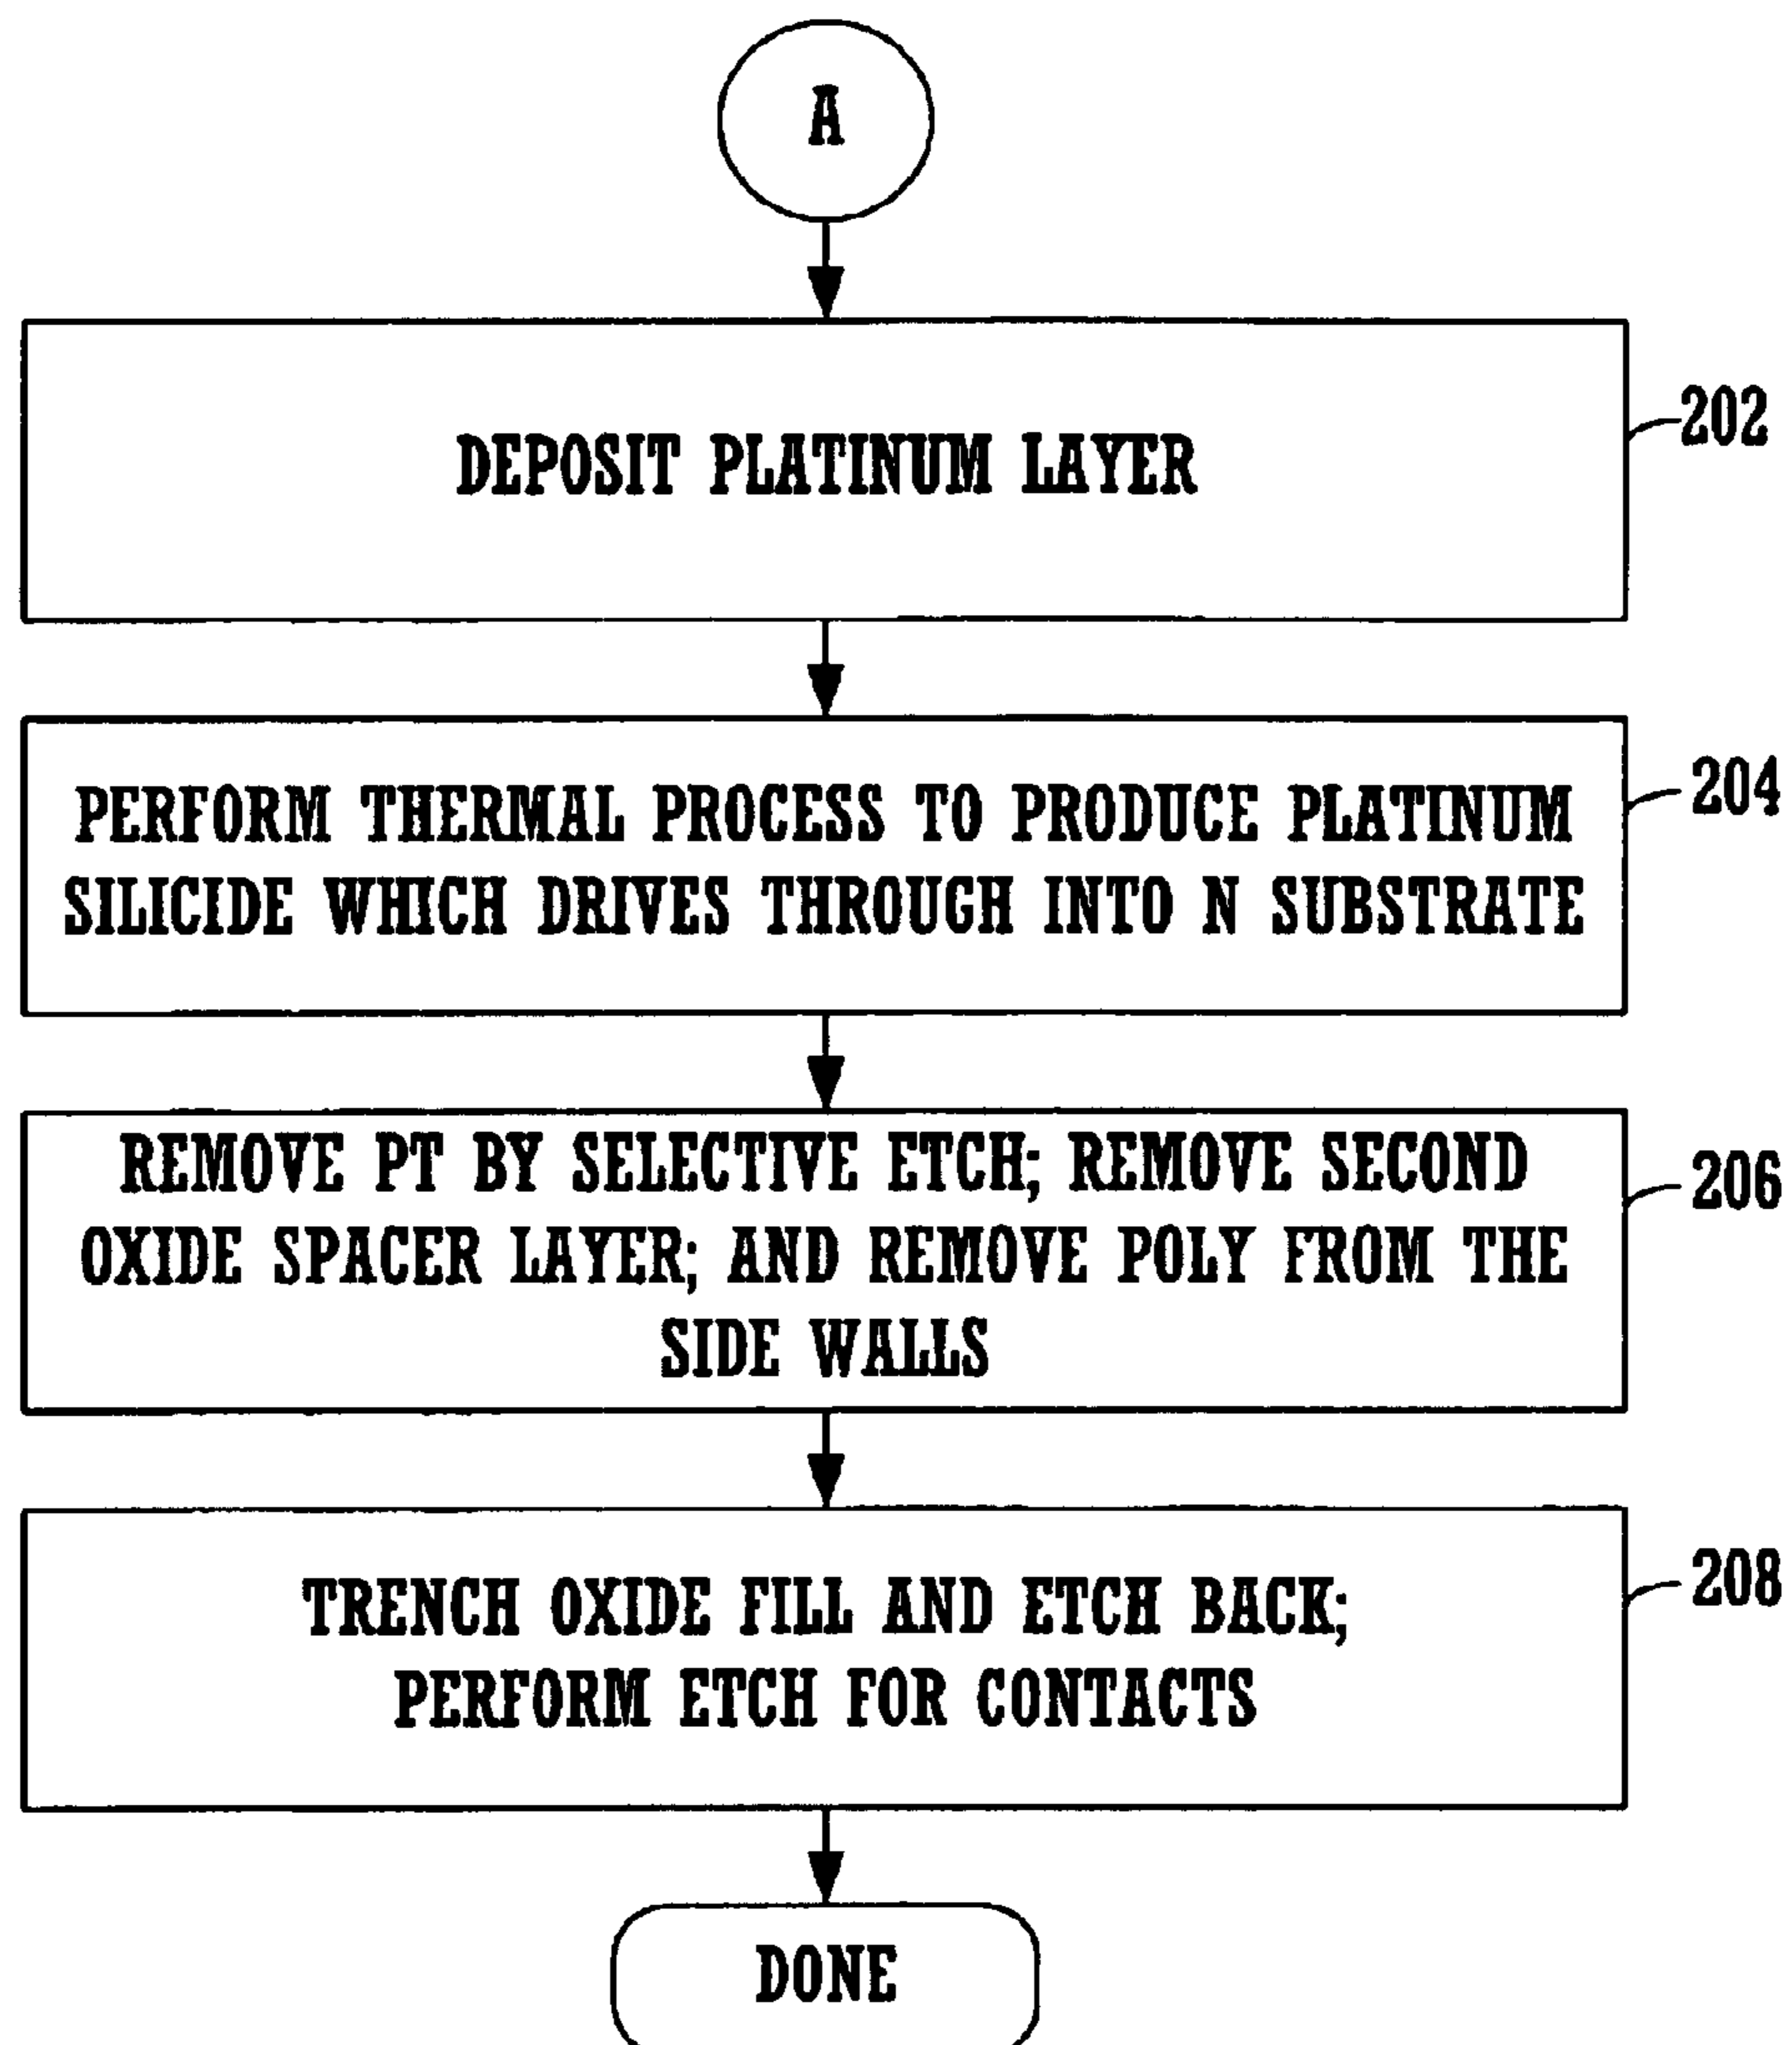 A
DEPOSIT PLATINUM LAYER
202
PERFORM THERMAL PROCESS TO PRODUCE PLATINUM
SILICIDE WHICH DRIVES THROUGH INTO N SUBSTRATE
204
REMOVE PT BY SELECTIVE ETCH; REMOVE SECOND
OXIDE SPACER LAYER; AND REMOVE POLY FROM THE
SIDE WALLS
206
TRENCH OXIDE FILL AND ETCH BACK;
PERFORM ETCH FOR CONTACTS
208
DONE